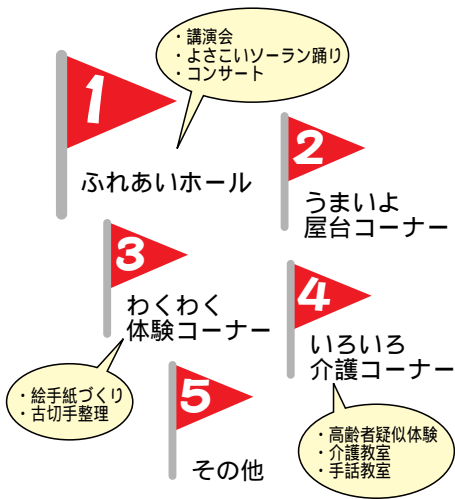 ・講演会
・よさこいソーラン踊り
・コンサート
1
ふれあいホール
2
うまいよ
屋台コーナー
3
わくわく
体験コーナー
・絵手紙づくり
・古切手整理
4
いろいろ
介護コーナー
・高齢者疑似体験
・介護教室
・手話教室
5
その他